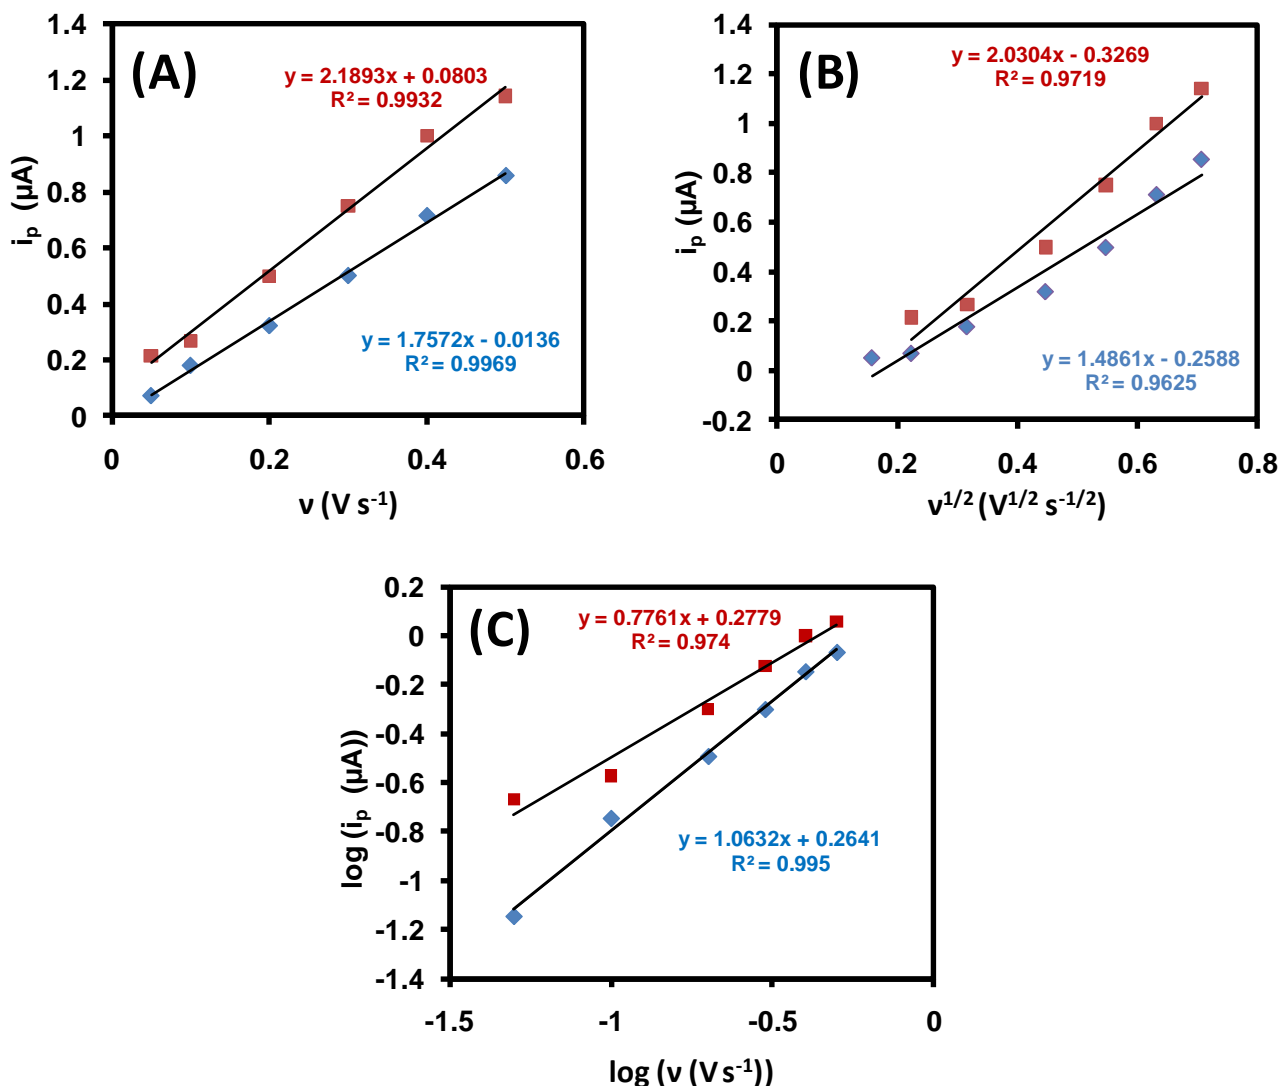 (A)
y = 2.1893x + 0.0803
R² = 0.9932
y = 1.7572x - 0.0136
R² = 0.9969
1.4
1.2
1
0.8
0.6
0.4
0.2
0
0
0.2
0.4
0.6
iₚ (µA)
ν (V s⁻¹)
(B)
y = 2.0304x - 0.3269
R² = 0.9719
y = 1.4861x - 0.2588
R² = 0.9625
1.4
1.2
1
0.8
0.6
0.4
0.2
0
-0.2
0
0.2
0.4
0.6
0.8
iₚ (µA)
ν¹/² (V¹/² s⁻¹/²)
(C)
y = 0.7761x + 0.2779
R² = 0.974
y = 1.0632x + 0.2641
R² = 0.995
0.2
0
-0.2
-0.4
-0.6
-0.8
-1
-1.2
-1.4
-1.5
-1
-0.5
0
log (iₚ (µA))
log (ν (V s⁻¹))